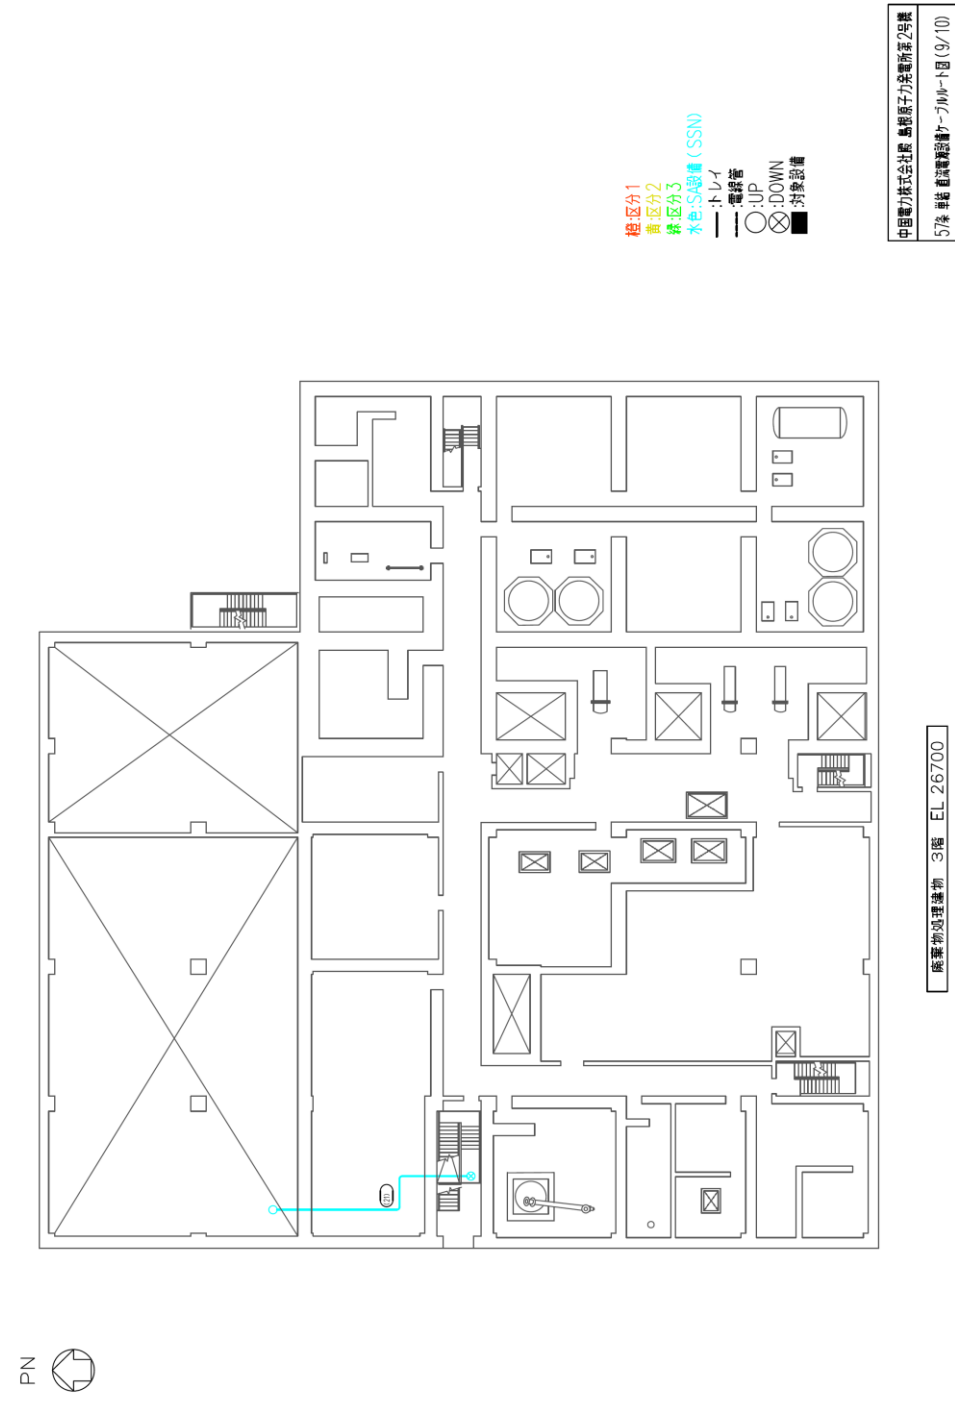 中国電力株式会社殿 島根原子力発電所第2号機
57条 単結 直流電源設備ケーブルルート図(9/10)
橙:区分1
黄:区分2
緑:区分3
水色:SA設備(SSN)
:トレイ
:電線管
:UP
:DOWN
:対象設備
廃棄物処理建物 3階 EL 26700
PN